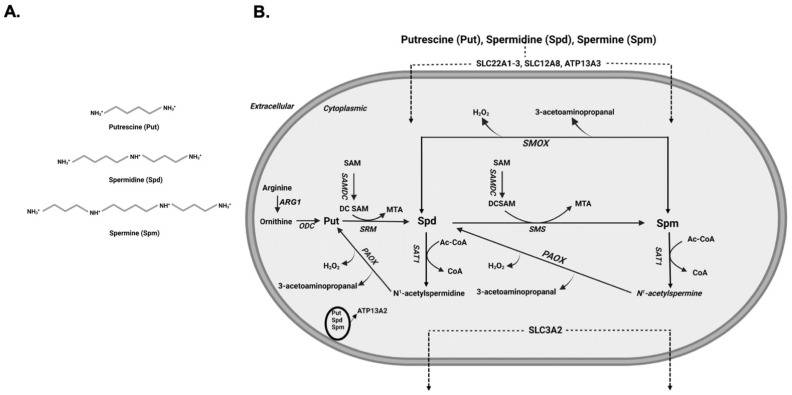 A.
NH₃⁺ NH₃⁺
Putrescine (Put)
NH₃⁺ NH⁺ NH₃⁺
Spermidine (Spd)
NH₃⁺ NH⁺ NH⁺ NH₃⁺
Spermine (Spm)
B.
Putrescine (Put), Spermidine (Spd), Spermine (Spm)
SLC22A1-3, SLC12A8, ATP13A3
Extracellular
Cytoplasmic
H₂O₂
3-acetoaminopropanal
SMOX
SAM
SAMDC
DC SAM
MTA
SAM
SAMDC
DCSAM
MTA
Arginine
ARG1
Ornithine
ODC
Put
SRM
Spd
SMS
Spm
PAOX
H₂O₂
3-acetoaminopropanal
SAT1
Ac-CoA
CoA
N¹-acetylspermidine
PAOX
H₂O₂
3-acetoaminopropanal
SAT1
Ac-CoA
CoA
N¹-acetylspermine
Put
Spd
Spm
ATP13A2
SLC3A2